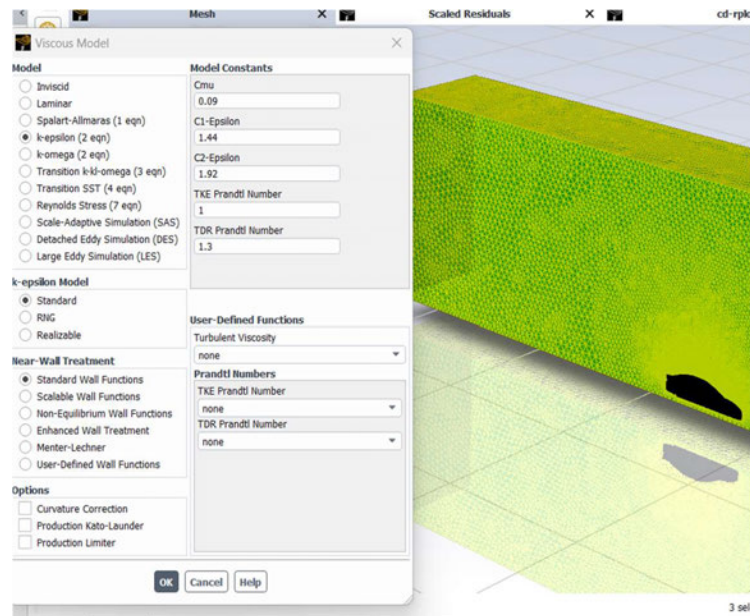 Mesh
Scaled Residuals
cd-rpk
Viscous Model
Model
Inviscid
Laminar
Spalart-Allmaras (1 eqn)
k-epsilon (2 eqn)
k-omega (2 eqn)
Transition k-kl-omega (3 eqn)
Transition SST (4 eqn)
Reynolds Stress (7 eqn)
Scale-Adaptive Simulation (SAS)
Detached Eddy Simulation (DES)
Large Eddy Simulation (LES)
k-epsilon Model
Standard
RNG
Realizable
Near-Wall Treatment
Standard Wall Functions
Scalable Wall Functions
Non-Equilibrium Wall Functions
Enhanced Wall Treatment
Menter-Lechner
User-Defined Wall Functions
Options
Curvature Correction
Production Kato-Launder
Production Limiter
Model Constants
Cmu
0.09
C1-Epsilon
1.44
C2-Epsilon
1.92
TKE Prandtl Number
1
TDR Prandtl Number
1.3
User-Defined Functions
Turbulent Viscosity
none
Prandtl Numbers
TKE Prandtl Number
none
TDR Prandtl Number
none
OK
Cancel
Help
3 sel